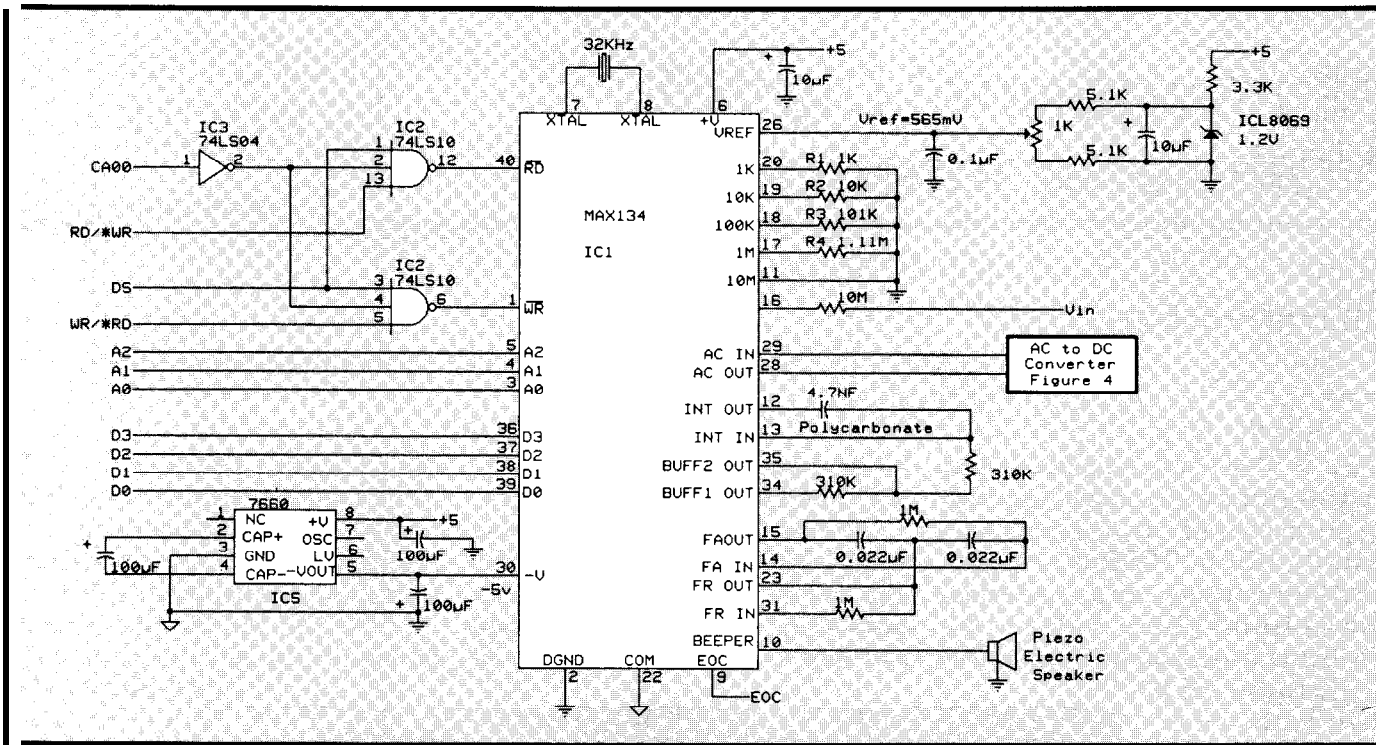 32KHz
+5
10µF
+5
3.3K
ICL8069
1.2V
5.1K
1K
5.1K
10µF
Vref=565mV
0.1µF
7
8
6
XTAL
XTAL
+V
VREF
26
IC3
74LS04
CA00
1
2
IC2
74LS10
1
2
13
12
40
RD
RD/*WR
IC2
74LS10
DS
3
4
5
6
1
WR
WR/*RD
MAX134
IC1
1K
20
R1 1K
10K
19
R2 10K
100K
18
R3 101K
1M
17
R4 1.11M
10M
11
16
10M
Vin
A2
5
A2
A1
4
A1
A0
3
A0
AC IN
29
AC OUT
28
AC to DC
Converter
Figure 4
INT OUT
12
4.7NF
Polycarbonate
INT IN
13
BUFF2 OUT
35
310K
BUFF1 OUT
34
310K
D3
36
D3
D2
37
D2
D1
38
D1
D0
39
D0
7660
1
NC
+V
8
+5
2
CAP+
OSC
7
3
GND
LV
6
4
CAP-
-VOUT
5
IC5
+
100µF
+
100µF
+
100µF
30
-V
-5v
1M
FAOUT
15
0.022µF
0.022µF
FA IN
14
FR OUT
23
FR IN
31
1M
BEEPER
10
Piezo
Electric
Speaker
DGND
2
COM
22
EOC
9
EOC